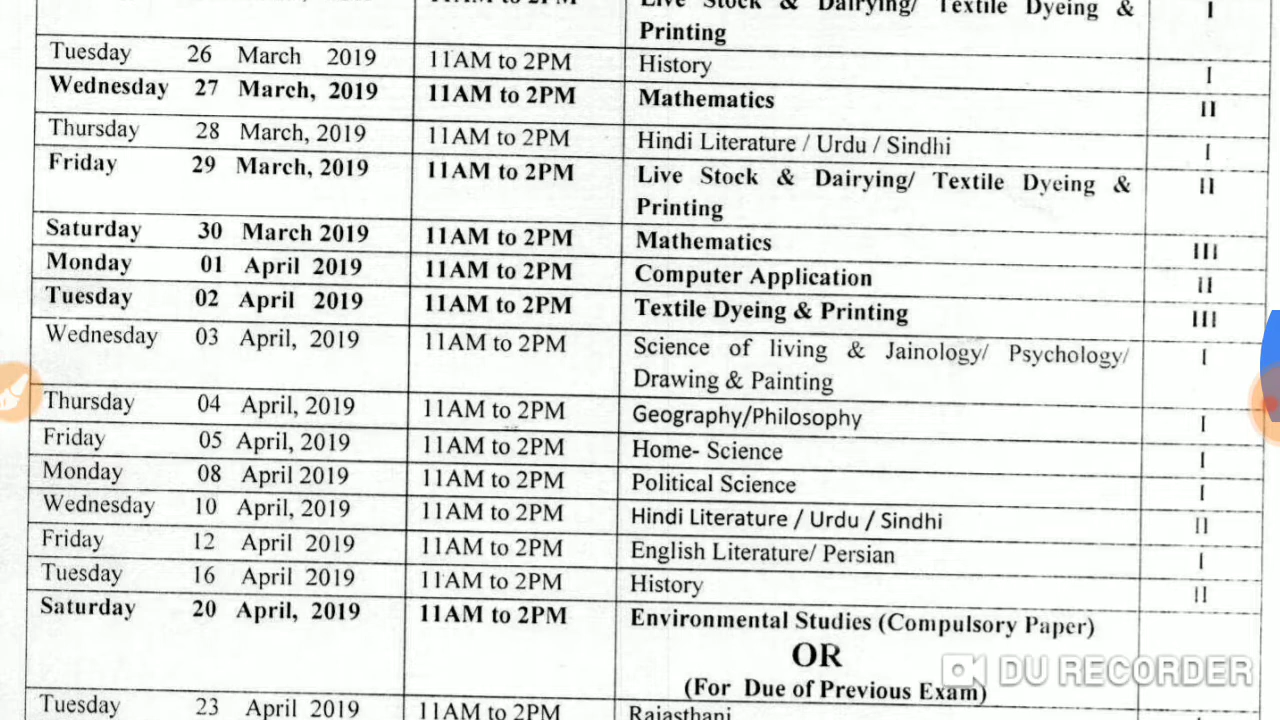 Live Stock & Dairying/ Textile Dyeing & I
Printing
Tuesday 26 March 2019 11AM to 2PM History I
Wednesday 27 March, 2019 11AM to 2PM Mathematics II
Thursday 28 March, 2019 11AM to 2PM Hindi Literature / Urdu / Sindhi I
Friday 29 March, 2019 11AM to 2PM Live Stock & Dairying/ Textile Dyeing & II
Printing
Saturday 30 March 2019 11AM to 2PM Mathematics III
Monday 01 April 2019 11AM to 2PM Computer Application II
Tuesday 02 April 2019 11AM to 2PM Textile Dyeing & Printing III
Wednesday 03 April, 2019 11AM to 2PM Science of living & Jainology/ Psychology/ I
Drawing & Painting
Thursday 04 April, 2019 11AM to 2PM Geography/Philosophy I
Friday 05 April, 2019 11AM to 2PM Home- Science I
Monday 08 April 2019 11AM to 2PM Political Science I
Wednesday 10 April, 2019 11AM to 2PM Hindi Literature / Urdu / Sindhi II
Friday 12 April 2019 11AM to 2PM English Literature/ Persian I
Tuesday 16 April 2019 11AM to 2PM History II
Saturday 20 April, 2019 11AM to 2PM Environmental Studies (Compulsory Paper)
OR
DU RECORDER
(For Due of Previous Exam)
Tuesday 23 April 2019 11AM to 2PM Rajasthani